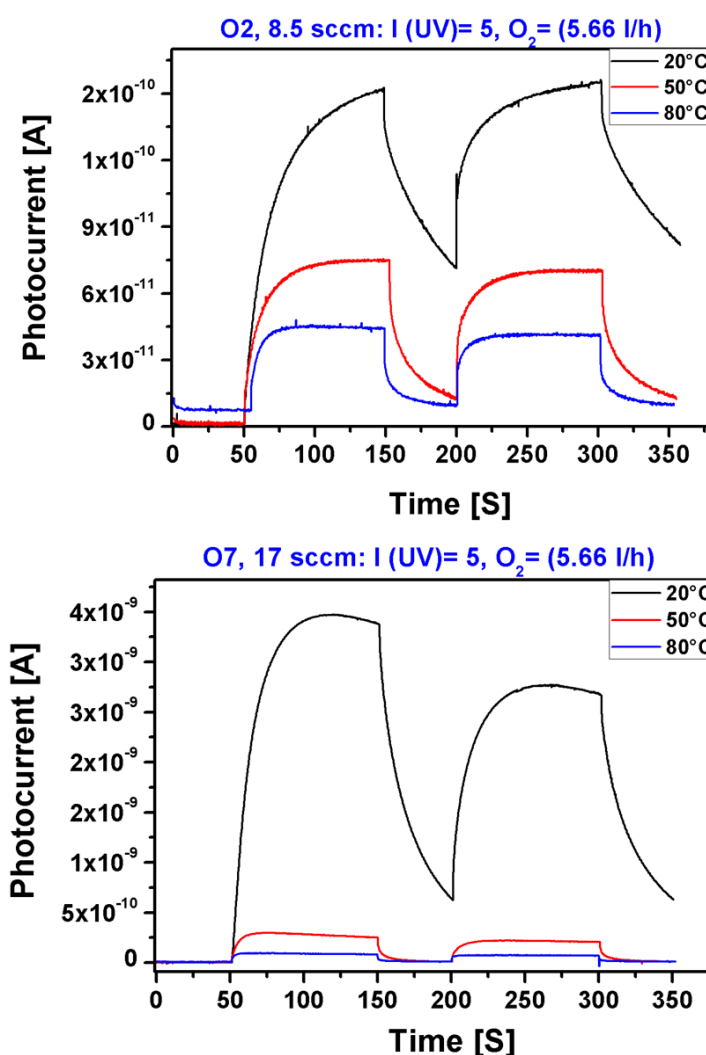 O2, 8.5 sccm: I (UV)= 5, O₂= (5.66 l/h)
20°C
50°C
80°C
Photocurrent [A]
2x10⁻¹⁰
1x10⁻¹⁰
9x10⁻¹¹
6x10⁻¹¹
3x10⁻¹¹
0
0 50 100 150 200 250 300 350
Time [S]
O7, 17 sccm: I (UV)= 5, O₂= (5.66 l/h)
20°C
50°C
80°C
Photocurrent [A]
4x10⁻⁹
3x10⁻⁹
3x10⁻⁹
2x10⁻⁹
2x10⁻⁹
1x10⁻⁹
5x10⁻¹⁰
0
0 50 100 150 200 250 300 350
Time [S]